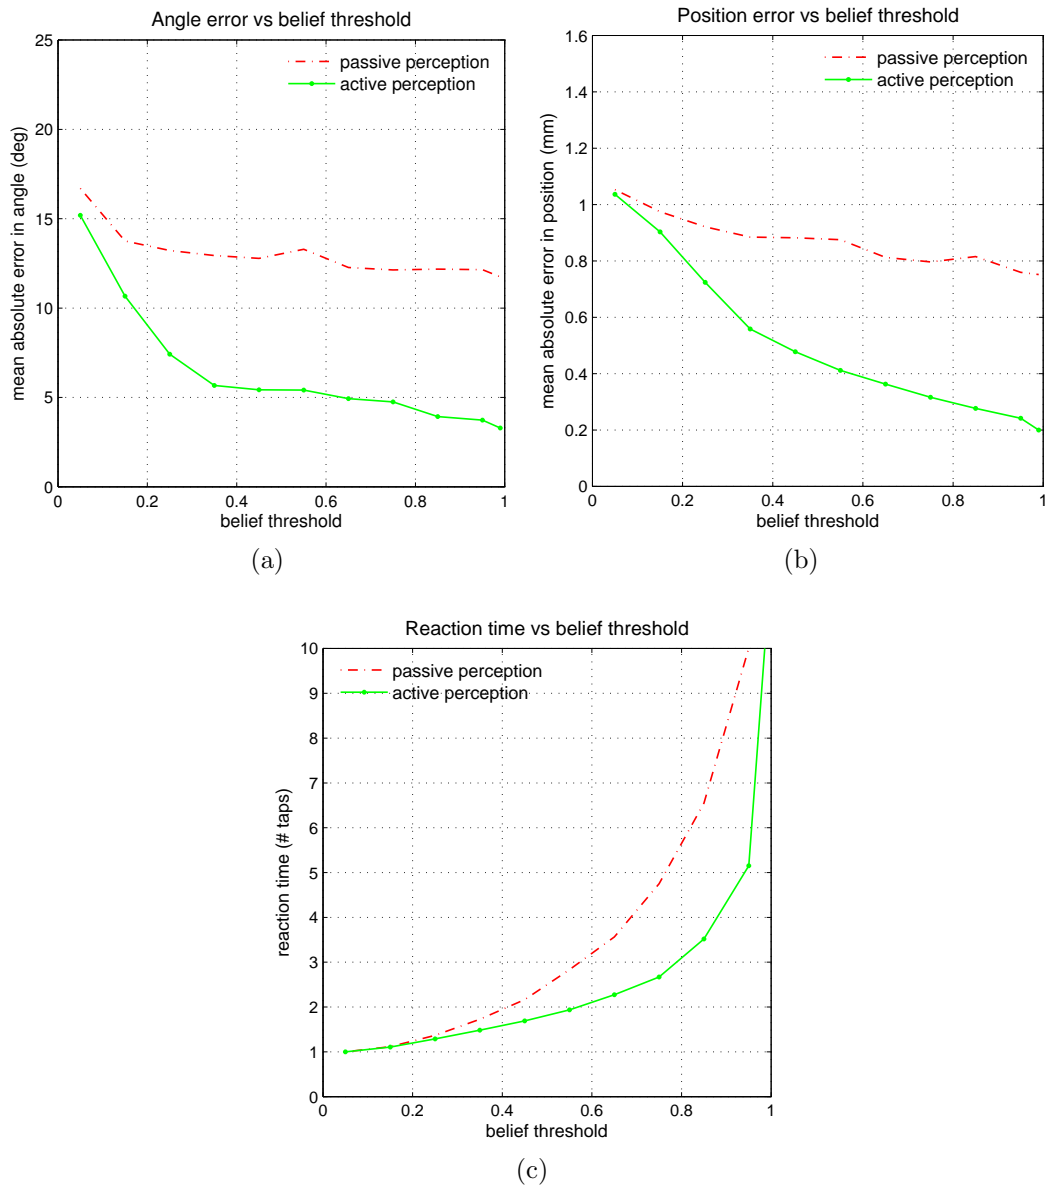 Angle error vs belief threshold
25
20
15
10
5
0
0 0.2 0.4 0.6 0.8 1
mean absolute error in angle (deg)
belief threshold
passive perception
active perception
(a)
Position error vs belief threshold
1.6
1.4
1.2
1
0.8
0.6
0.4
0.2
0 0.2 0.4 0.6 0.8 1
mean absolute error in position (mm)
belief threshold
passive perception
active perception
(b)
Reaction time vs belief threshold
10
9
8
7
6
5
4
3
2
1
0
0 0.2 0.4 0.6 0.8 1
reaction time (# taps)
belief threshold
passive perception
active perception
(c)